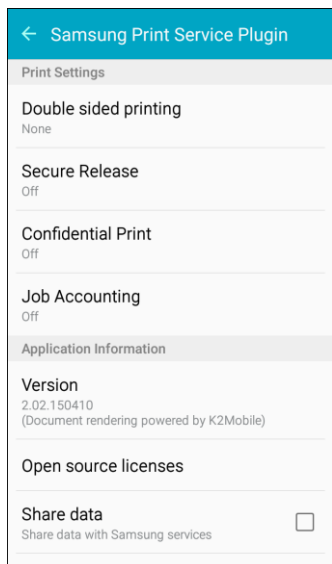 Samsung Print Service Plugin
Print Settings
Double sided printing
None
Secure Release
Off
Confidential Print
Off
Job Accounting
Off
Application Information
Version
2.02.150410
(Document rendering powered by K2Mobile)
Open source licenses
Share data
Share data with Samsung services